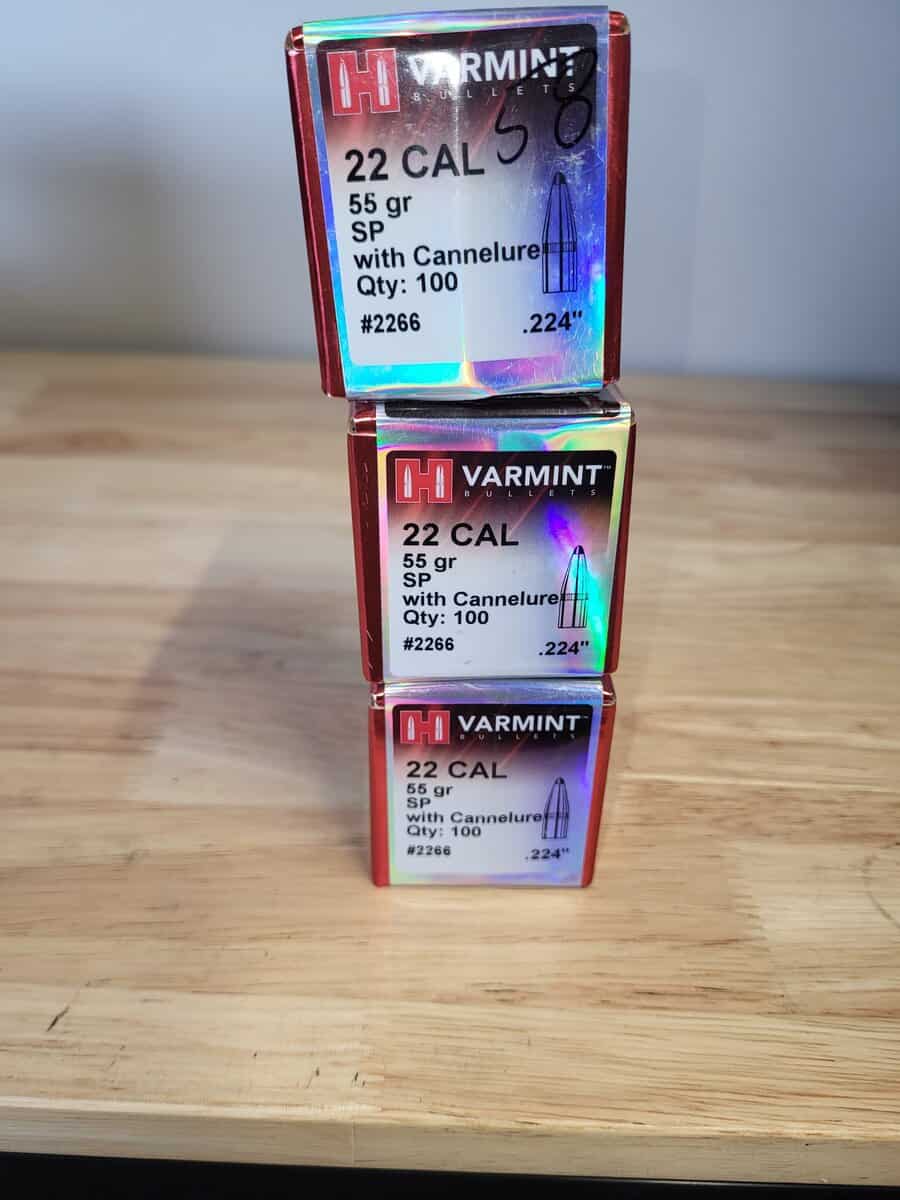 H VARMINT
BULLETS
58
22 CAL
55 gr
SP
with Cannelure
Qty: 100
#2266 .224"
H VARMINT™
BULLETS
22 CAL
55 gr
SP
with Cannelure
Qty: 100
#2266 .224"
H VARMINT™
BULLETS
22 CAL
55 gr
SP
with Cannelure
Qty: 100
#2266 .224"